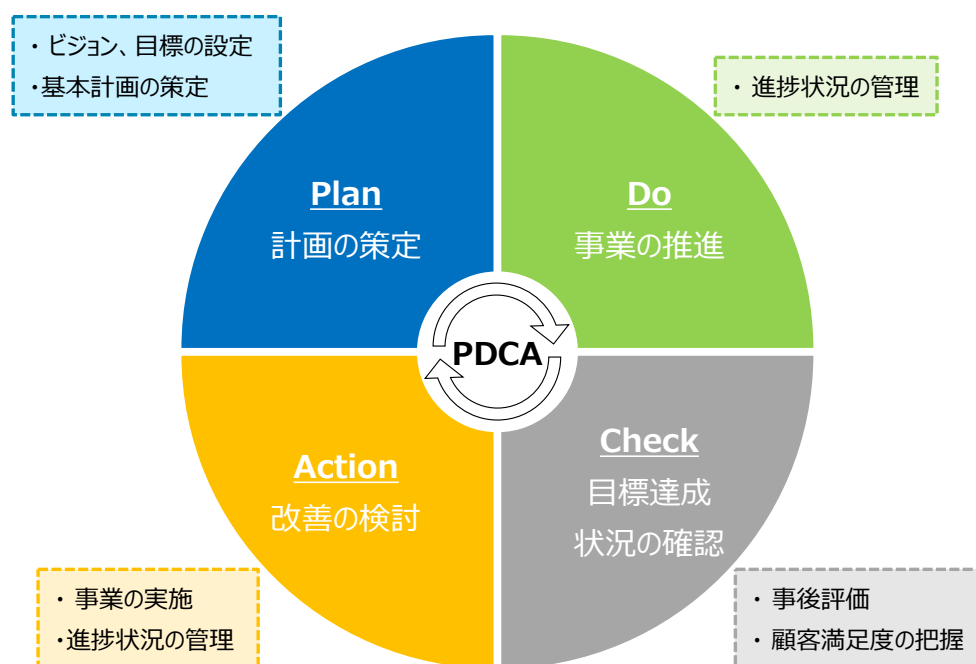 ・ ビジョン、目標の設定
・基本計画の策定
・ 進捗状況の管理
Plan
計画の策定
Do
事業の推進
PDCA
Action
改善の検討
Check
目標達成
状況の確認
・ 事業の実施
・進捗状況の管理
・ 事後評価
・ 顧客満足度の把握